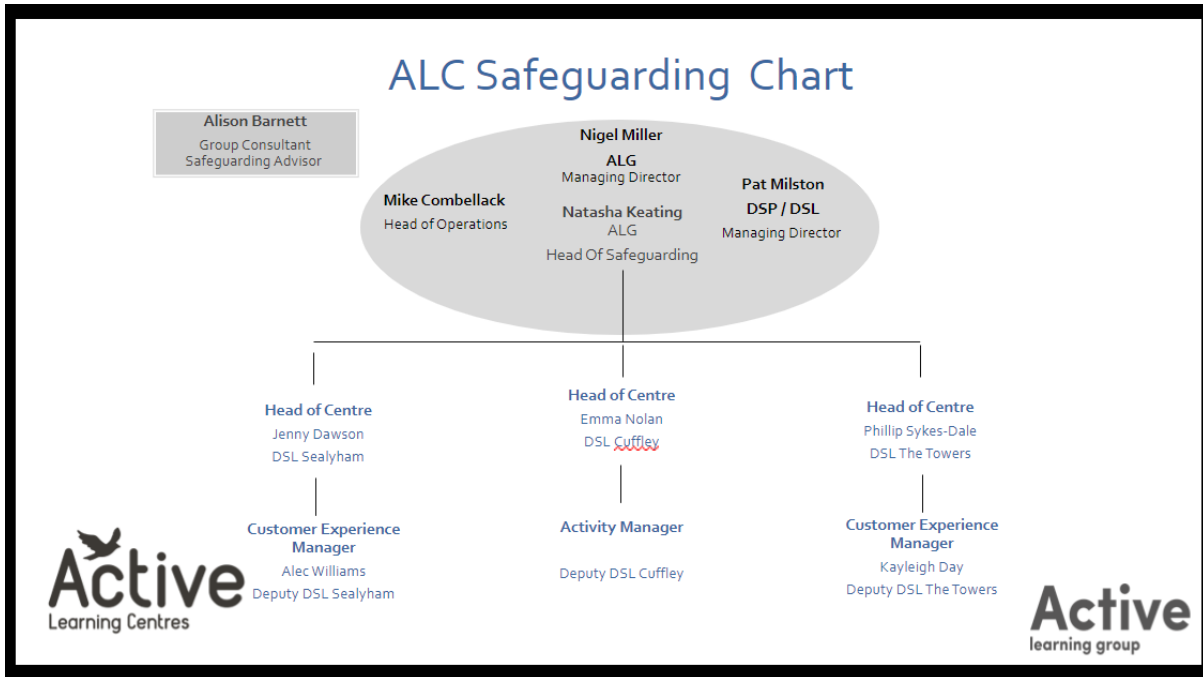 ALC Safeguarding Chart
Alison Barnett
Group Consultant
Safeguarding Advisor
Nigel Miller
ALG
Managing Director
Mike Combellack
Head of Operations
Natasha Keating
ALG
Head Of Safeguarding
Pat Milston
DSP / DSL
Managing Director
Head of Centre
Jenny Dawson
DSL Sealyham
Head of Centre
Emma Nolan
DSL Cuffley
Head of Centre
Phillip Sykes-Dale
DSL The Towers
Customer Experience
Manager
Alec Williams
Deputy DSL Sealyham
Activity Manager
Deputy DSL Cuffley
Customer Experience
Manager
Kayleigh Day
Deputy DSL The Towers
Active
Learning Centres
Active
learning group